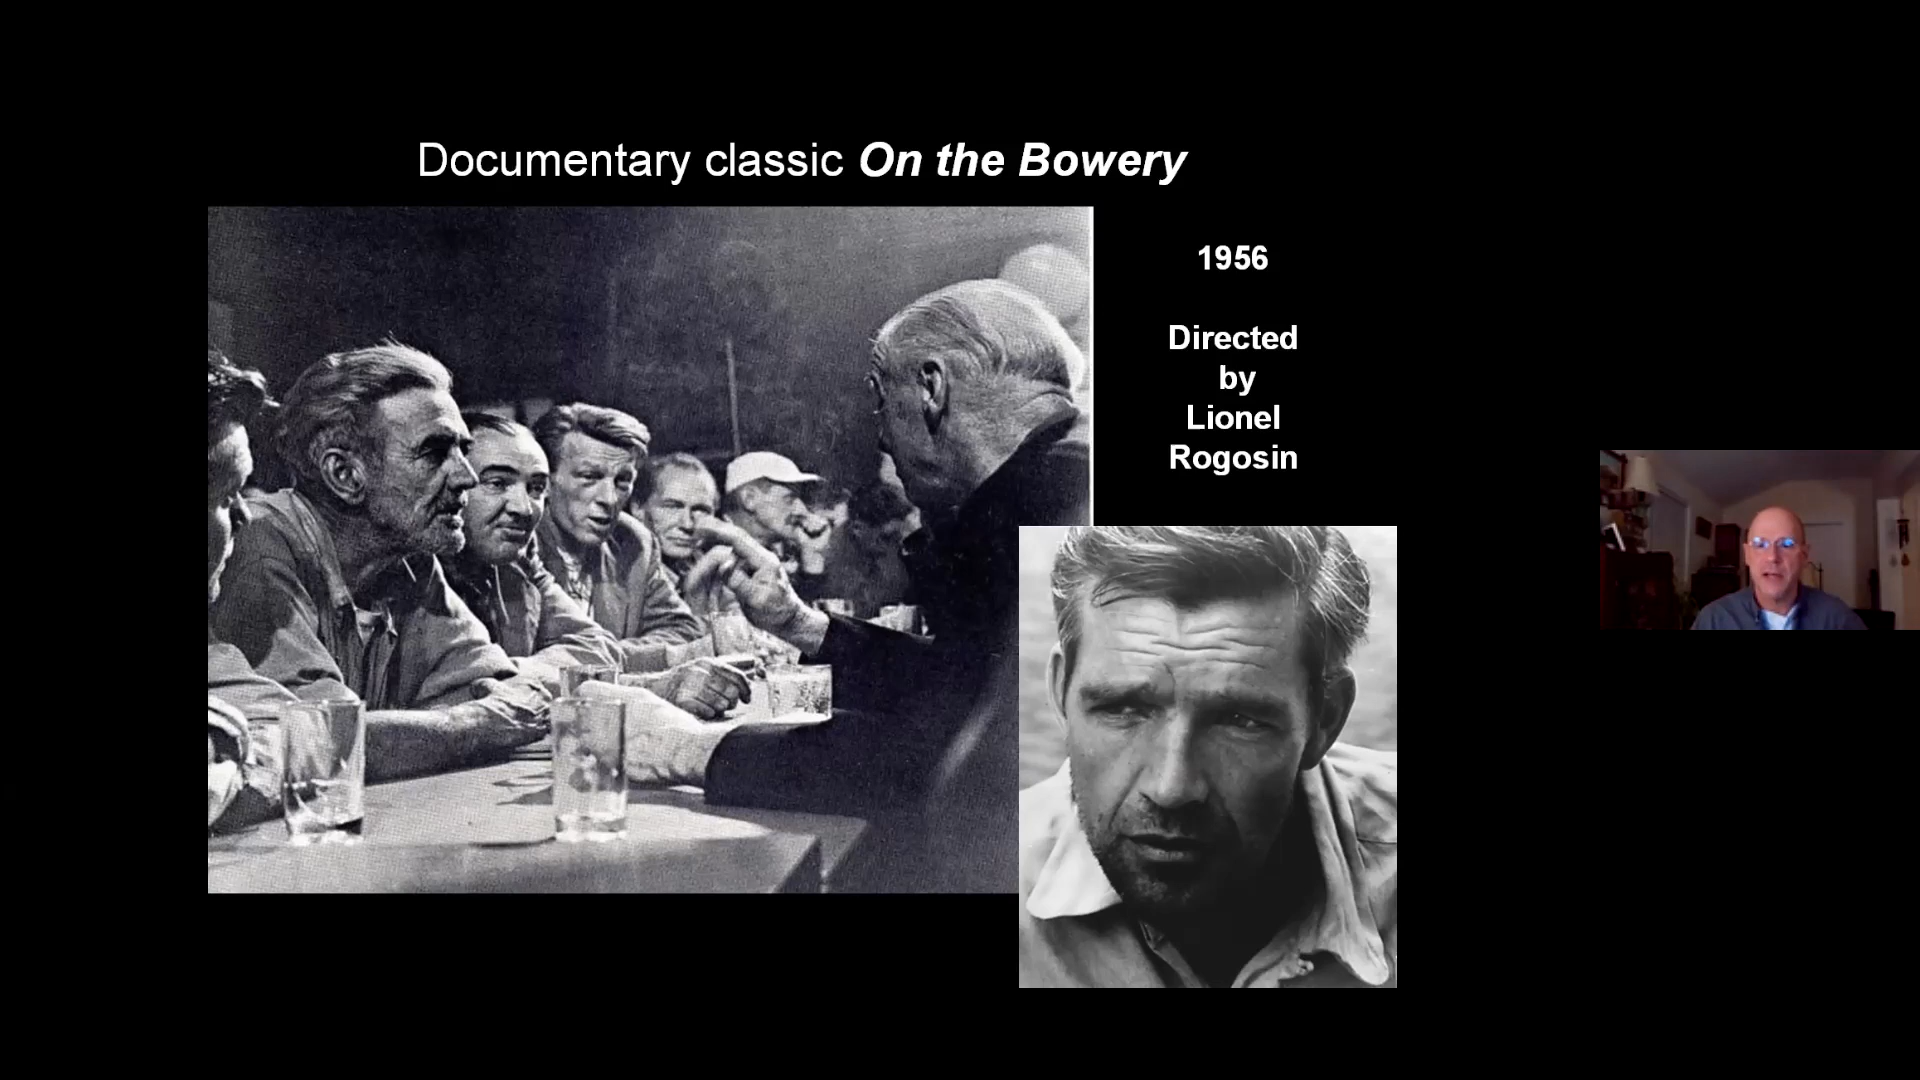 Documentary classic On the Bowery
1956
Directed
by
Lionel
Rogosin